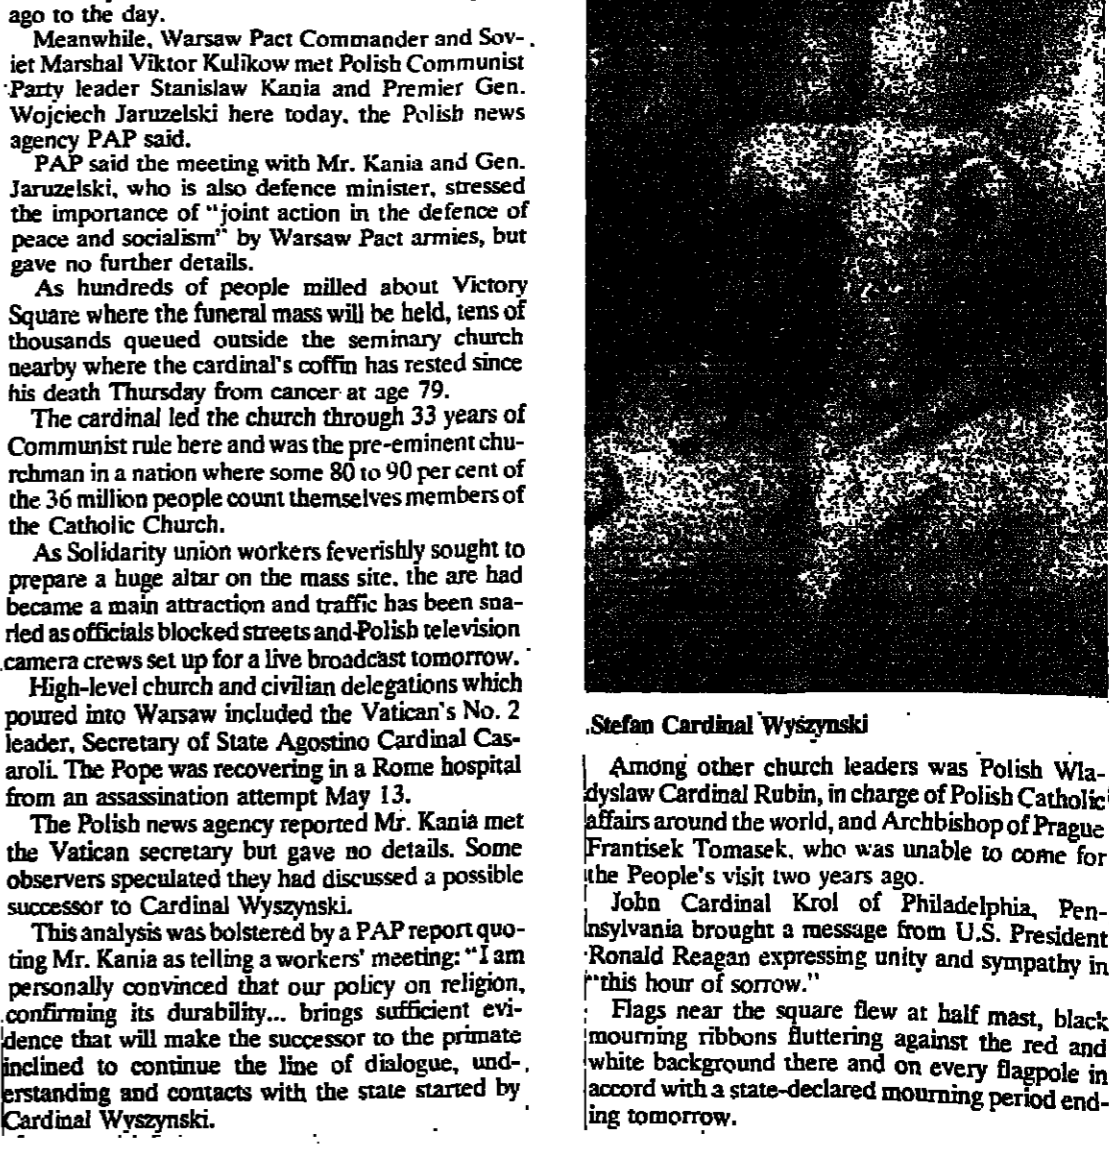 ago to the day.
Meanwhile, Warsaw Pact Commander and Sov-
iet Marshal Viktor Kulikow met Polish Communist
Party leader Stanislaw Kania and Premier Gen.
Wojciech Jaruzelski here today, the Polish news
agency PAP said.
PAP said the meeting with Mr. Kania and Gen.
Jaruzelski, who is also defence minister, stressed
the importance of "joint action in the defence of
peace and socialism" by Warsaw Pact armies, but
gave no further details.
As hundreds of people milled about Victory
Square where the funeral mass will be held, tens of
thousands queued outside the seminary church
nearby where the cardinal's coffin has rested since
his death Thursday from cancer at age 79.
The cardinal led the church through 33 years of
Communist rule here and was the pre-eminent chu-
rchman in a nation where some 80 to 90 per cent of
the 36 million people count themselves members of
the Catholic Church.
As Solidarity union workers feverishly sought to
prepare a huge altar on the mass site, the are had
became a main attraction and traffic has been sna-
rled as officials blocked streets and Polish television
camera crews set up for a live broadcast tomorrow.
High-level church and civilian delegations which
poured into Warsaw included the Vatican's No. 2
leader, Secretary of State Agostino Cardinal Cas-
aroli. The Pope was recovering in a Rome hospital
from an assassination attempt May 13.
The Polish news agency reported Mr. Kania met
the Vatican secretary but gave no details. Some
observers speculated they had discussed a possible
successor to Cardinal Wyszynski.
This analysis was bolstered by a PAP report quo-
ting Mr. Kania as telling a workers' meeting: "I am
personally convinced that our policy on religion,
confirming its durability... brings sufficient evi-
dence that will make the successor to the primate
inclined to continue the line of dialogue, und-
erstanding and contacts with the state started by
Cardinal Wyszynski.
Stefan Cardinal Wyszynski
Among other church leaders was Polish Wla-
dyslaw Cardinal Rubin, in charge of Polish Catholic
affairs around the world, and Archbishop of Prague
Frantisek Tomasek, who was unable to come for
the People's visit two years ago.
John Cardinal Krol of Philadelphia, Pen-
nsylvania brought a message from U.S. President
Ronald Reagan expressing unity and sympathy in
"this hour of sorrow."
Flags near the square flew at half mast, black
mourning ribbons fluttering against the red and
white background there and on every flagpole in
accord with a state-declared mourning period end-
ing tomorrow.